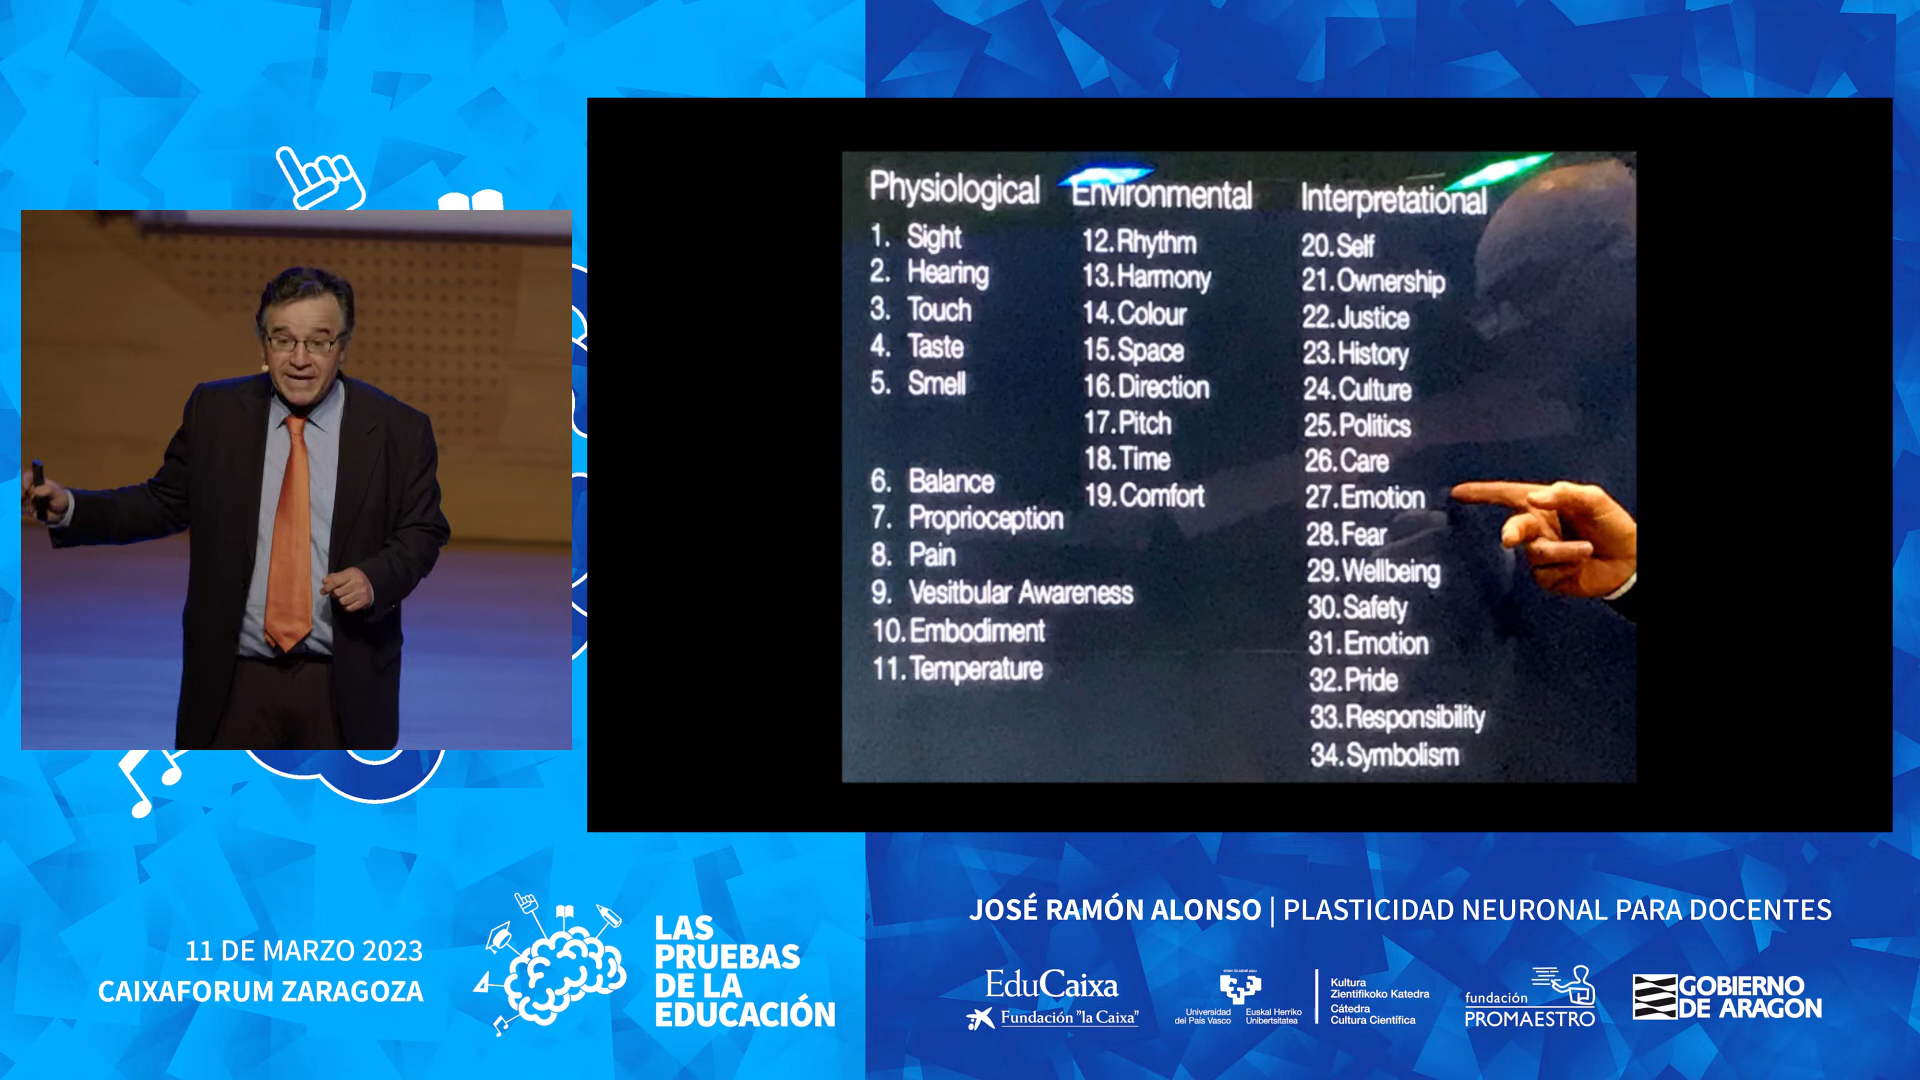 Physiological
1. Sight
2. Hearing
3. Touch
4. Taste
5. Smell
6. Balance
7. Proprioception
8. Pain
9. Vesitbular Awareness
10. Embodiment
11. Temperature
Environmental
12. Rhythm
13. Harmony
14. Colour
15. Space
16. Direction
17. Pitch
18. Time
19. Comfort
Interpretational
20. Self
21. Ownership
22. Justice
23. History
24. Culture
25. Politics
26. Care
27. Emotion
28. Fear
29. Wellbeing
30. Safety
31. Emotion
32. Pride
33. Responsibility
34. Symbolism
11 DE MARZO 2023
CAIXAFORUM ZARAGOZA
LAS
PRUEBAS
DE LA
EDUCACIÓN
JOSÉ RAMÓN ALONSO | PLASTICIDAD NEURONAL PARA DOCENTES
EduCaixa
Fundación "la Caixa"
Universidad
del País Vasco
Euskal Herriko
Unibertsitatea
Kultura
Zientifikoko Katedra
Cátedra
Cultura Científica
fundación
PROMAESTRO
GOBIERNO
DE ARAGON